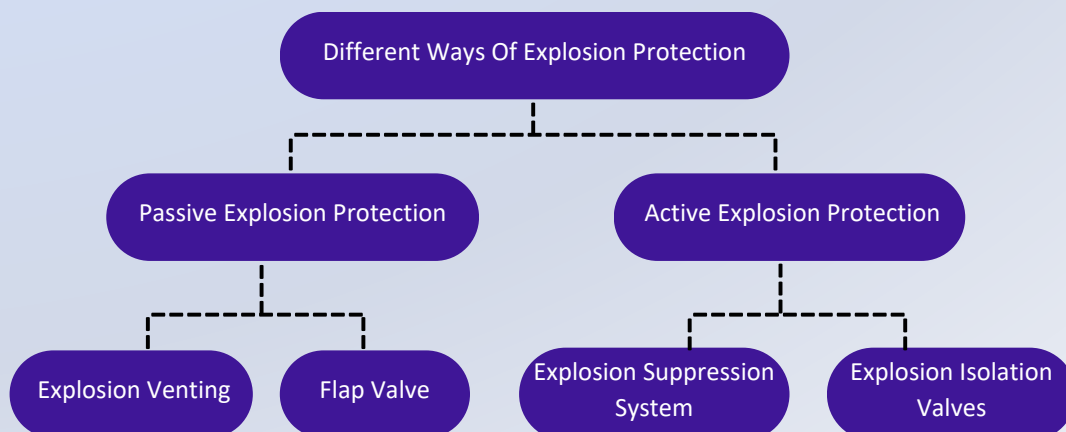 Different Ways Of Explosion Protection
Passive Explosion Protection
Active Explosion Protection
Explosion Venting
Flap Valve
Explosion Suppression
System
Explosion Isolation
Valves